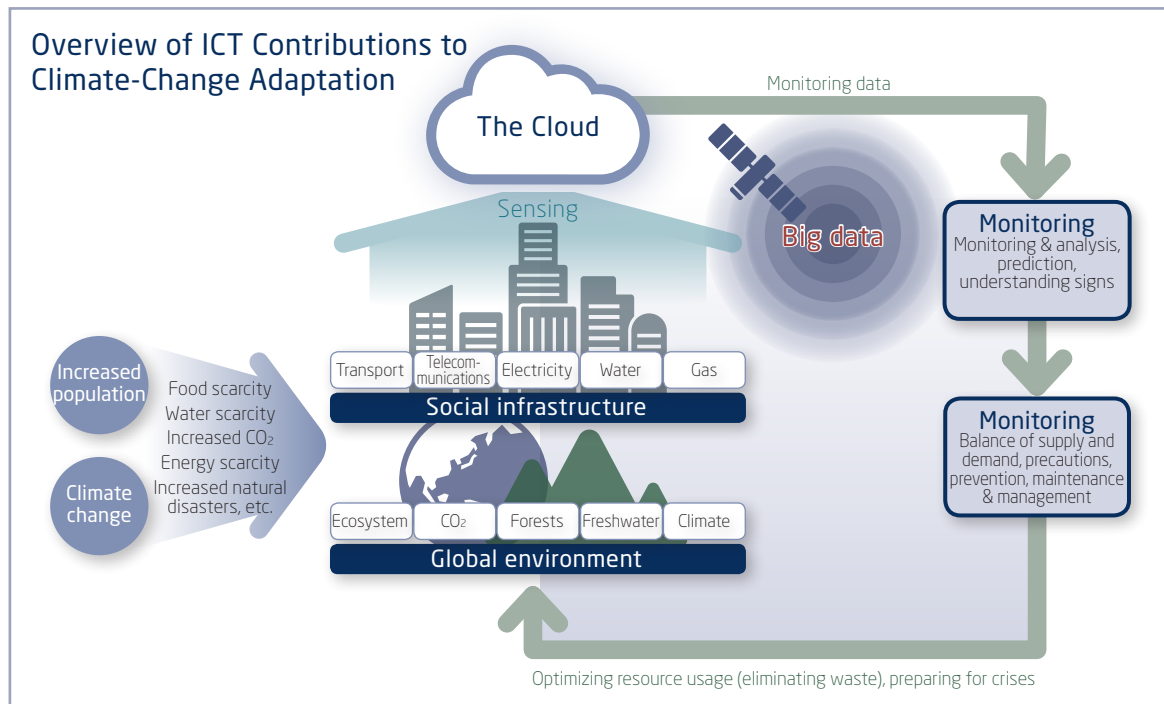 Overview of ICT Contributions to
Climate-Change Adaptation
The Cloud
Monitoring data
Sensing
Big data
Monitoring
Monitoring & analysis,
prediction,
understanding signs
Increased
population
Climate
change
Food scarcity
Water scarcity
Increased CO₂
Energy scarcity
Increased natural
disasters, etc.
Transport
Telecom-
munications
Electricity
Water
Gas
Social infrastructure
Monitoring
Balance of supply and
demand, precautions,
prevention, maintenance
& management
Ecosystem
CO₂
Forests
Freshwater
Climate
Global environment
Optimizing resource usage (eliminating waste), preparing for crises